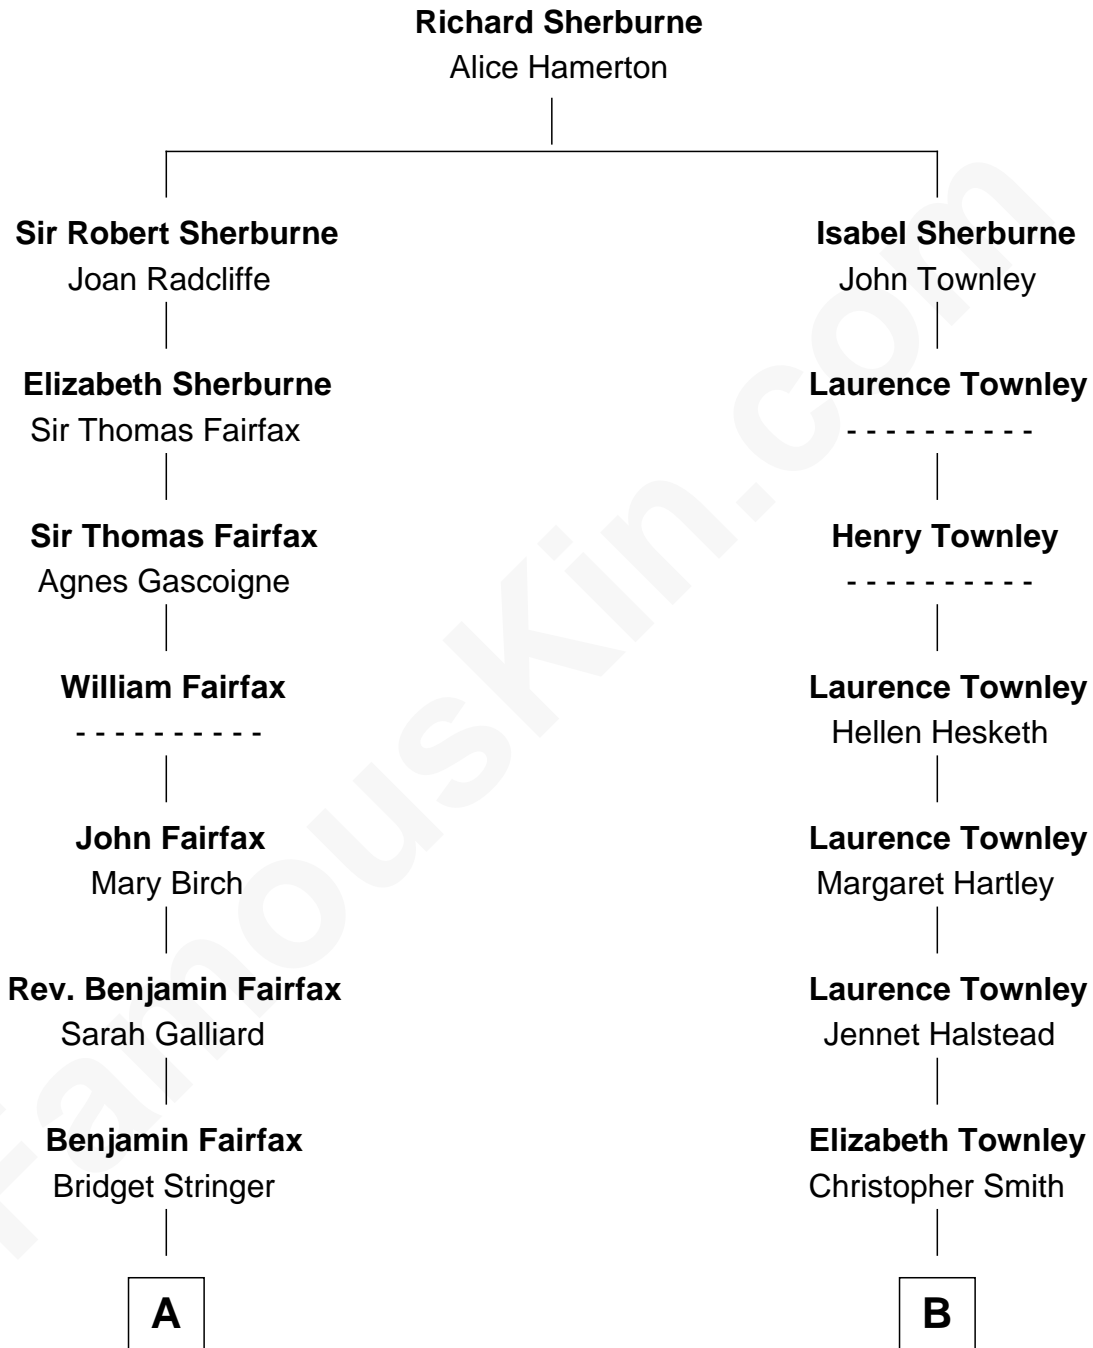 Richard Sherburne
Alice Hamerton
Sir Robert Sherburne
Joan Radcliffe
Isabel Sherburne
John Townley
Elizabeth Sherburne
Sir Thomas Fairfax
Laurence Townley
- - - - - - - - - -
Sir Thomas Fairfax
Agnes Gascoigne
Henry Townley
- - - - - - - - - -
William Fairfax
- - - - - - - - - -
Laurence Townley
Hellen Hesketh
John Fairfax
Mary Birch
Laurence Townley
Margaret Hartley
Rev. Benjamin Fairfax
Sarah Galliard
Laurence Townley
Jennet Halstead
Benjamin Fairfax
Bridget Stringer
Elizabeth Townley
Christopher Smith
A
B
FamousKin.com